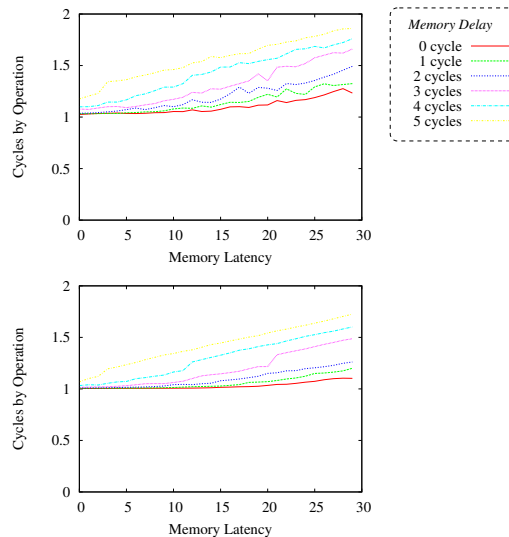 2
1.5
1
0.5
0
Cycles by Operation
0 5 10 15 20 25 30
Memory Latency
Memory Delay
0 cycle
1 cycle
2 cycles
3 cycles
4 cycles
5 cycles
2
1.5
1
0.5
0
Cycles by Operation
0 5 10 15 20 25 30
Memory Latency